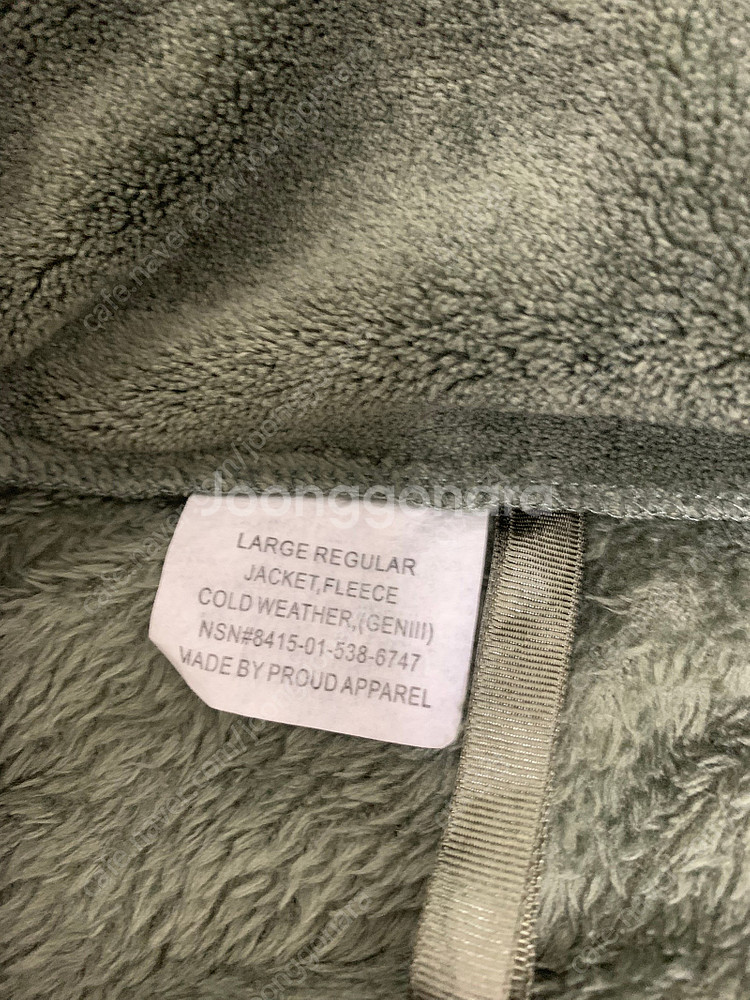 Joonggonara
LARGE REGULAR
JACKET,FLEECE
COLD WEATHER,(GENIII)
NSN#8415-01-538-6747
MADE BY PROUD APPAREL